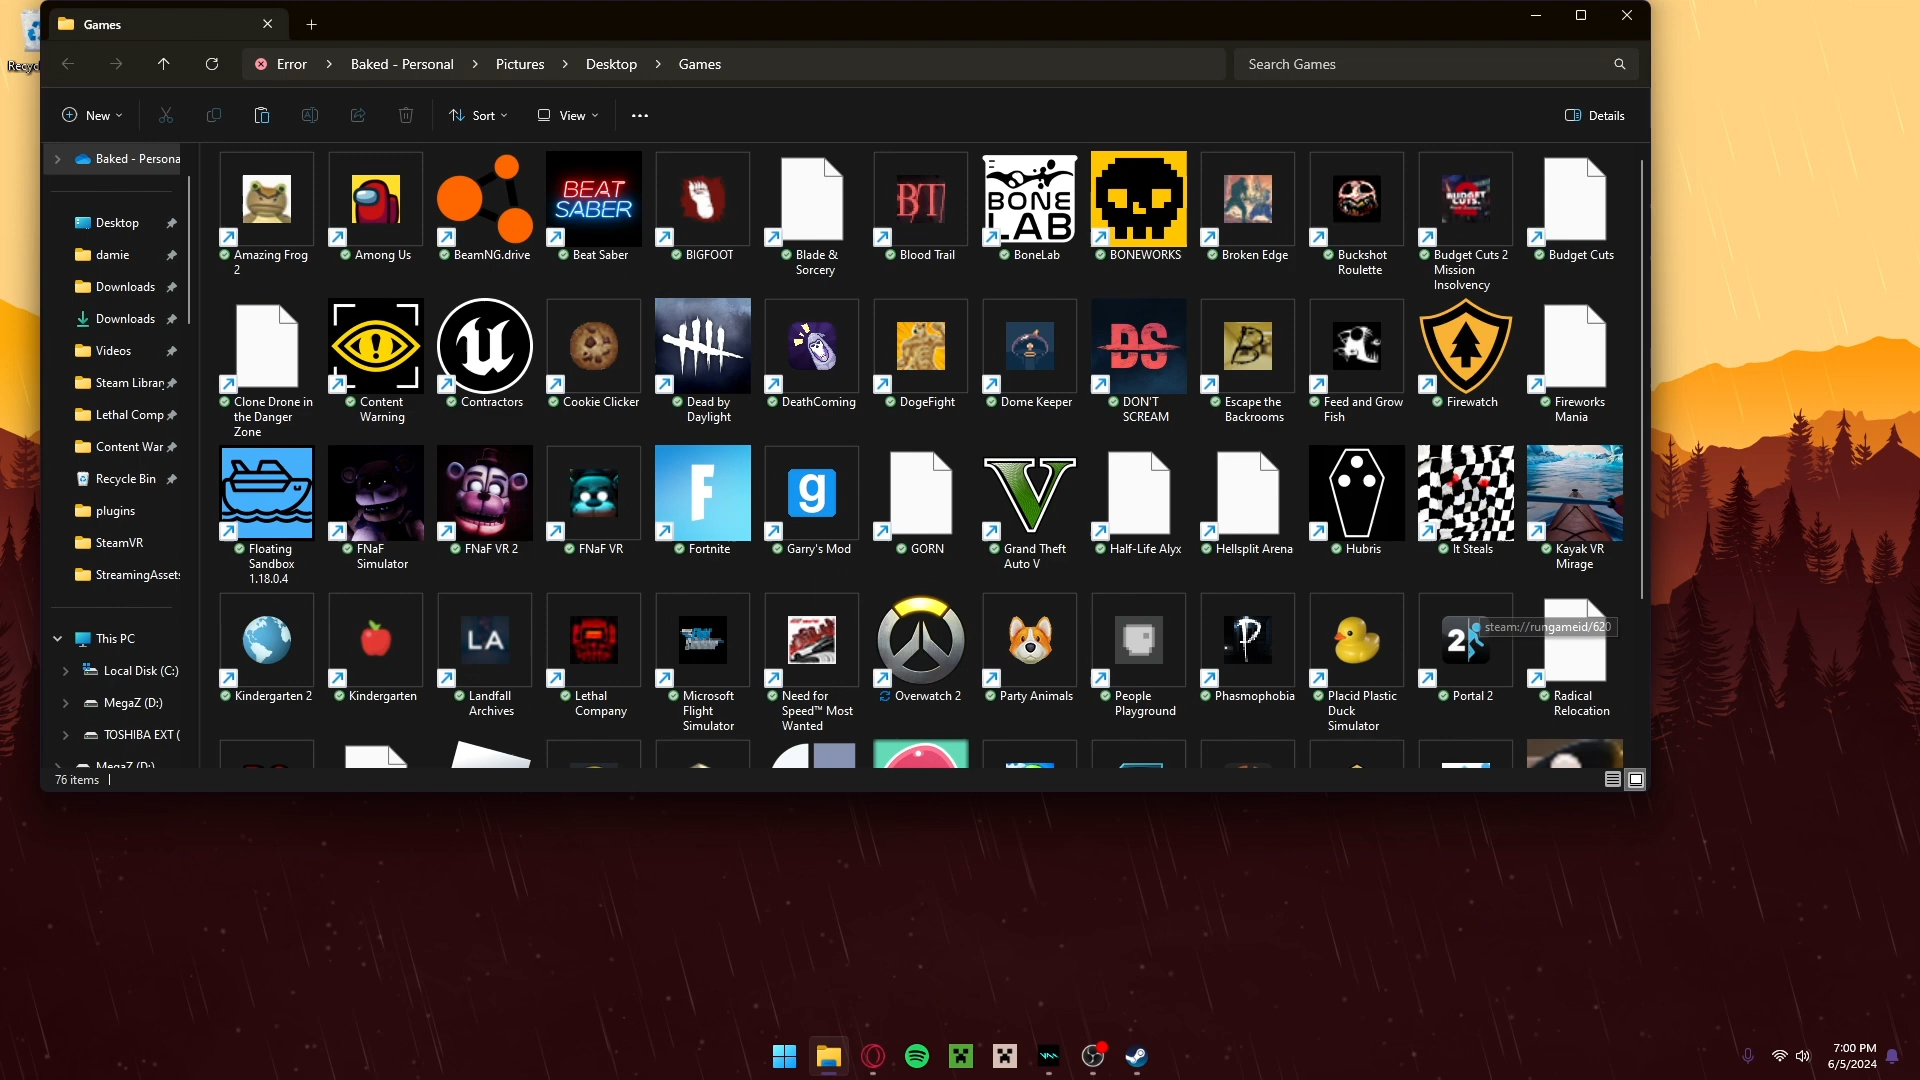 Games
Recyc
Error > Baked - Personal > Pictures > Desktop > Games
Search Games
New
Sort
View
Details
Baked - Persona
Desktop
damie
Downloads
Downloads
Videos
Steam Librar
Lethal Comp
Content War
Recycle Bin
plugins
SteamVR
StreamingAssets
This PC
Local Disk (C:)
MegaZ (D:)
TOSHIBA EXT (
MegaZ (D:)
BEAT
SABER
BT
BONE
LAB
BUDGET
CUTS
Amazing Frog
2
Among Us
BeamNG.drive
Beat Saber
BIGFOOT
Blade &
Sorcery
Blood Trail
BoneLab
BONEWORKS
Broken Edge
Buckshot
Roulette
Budget Cuts 2
Mission
Insolvency
Budget Cuts
DS
B
Clone Drone in
the Danger
Zone
Content
Warning
Contractors
Cookie Clicker
Dead by
Daylight
DeathComing
DogeFight
Dome Keeper
DON'T
SCREAM
Escape the
Backrooms
Feed and Grow
Fish
Firewatch
Fireworks
Mania
F
g
V
Floating
Sandbox
1.18.0.4
FNaF
Simulator
FNaF VR 2
FNaF VR
Fortnite
Garry's Mod
GORN
Grand Theft
Auto V
Half-Life Alyx
Hellsplit Arena
Hubris
It Steals
Kayak VR
Mirage
LA
P
2
steam://rungameid/620
Kindergarten 2
Kindergarten
Landfall
Archives
Lethal
Company
Microsoft
Flight
Simulator
Need for
Speed™ Most
Wanted
Overwatch 2
Party Animals
People
Playground
Phasmophobia
Placid Plastic
Duck
Simulator
Portal 2
Radical
Relocation
76 items
7:00 PM
6/5/2024